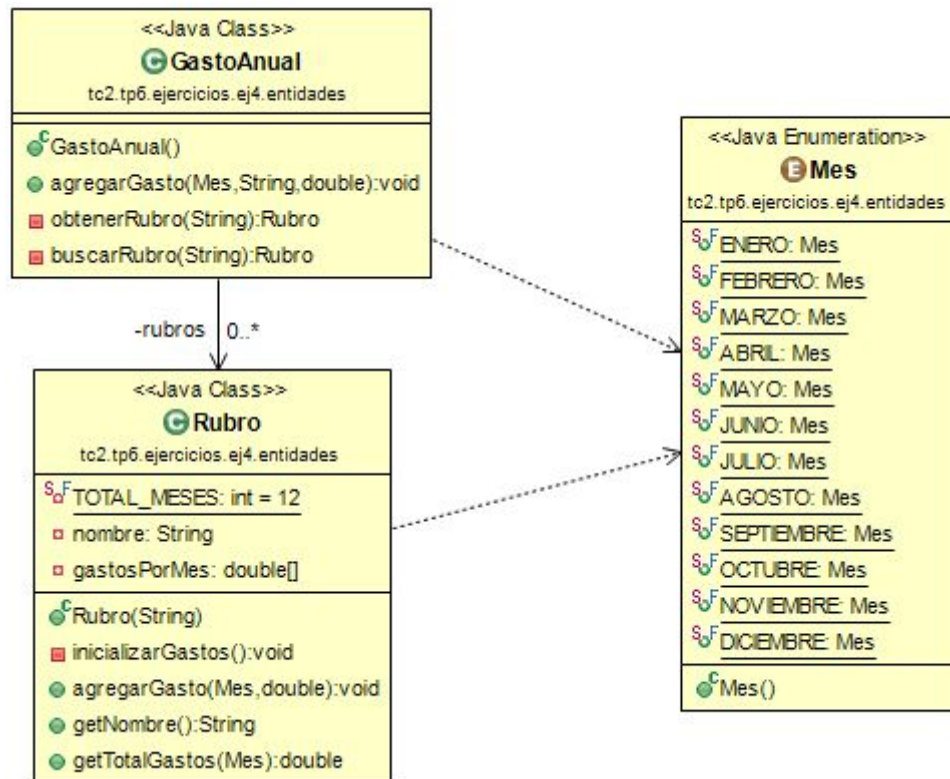 <<Java Class>>
GastoAnual
tc2.tp6.ejercicios.ej4.entidades
GastoAnual()
agregarGasto(Mes,String,double):void
obtenerRubro(String):Rubro
buscarRubro(String):Rubro
-rubros 0..*
<<Java Class>>
Rubro
tc2.tp6.ejercicios.ej4.entidades
TOTAL_MESES: int = 12
nombre: String
gastosPorMes: double[]
Rubro(String)
inicializarGastos():void
agregarGasto(Mes,double):void
getNombre():String
getTotalGastos(Mes):double
<<Java Enumeration>>
Mes
tc2.tp6.ejercicios.ej4.entidades
ENERO: Mes
FEBRERO: Mes
MARZO: Mes
ABRIL: Mes
MAYO: Mes
JUNIO: Mes
JULIO: Mes
AGOSTO: Mes
SEPTIEMBRE: Mes
OCTUBRE: Mes
NOVIEMBRE: Mes
DICIEMBRE: Mes
Mes()